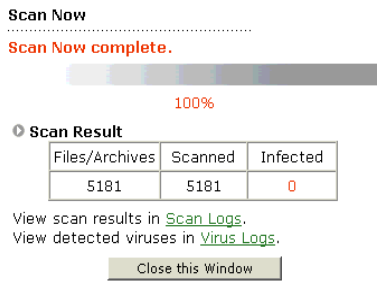 Scan Now
Scan Now complete.
100%
Scan Result
Files/Archives Scanned Infected
5181 5181 0
View scan results in Scan Logs.
View detected viruses in Virus Logs.
Close this Window